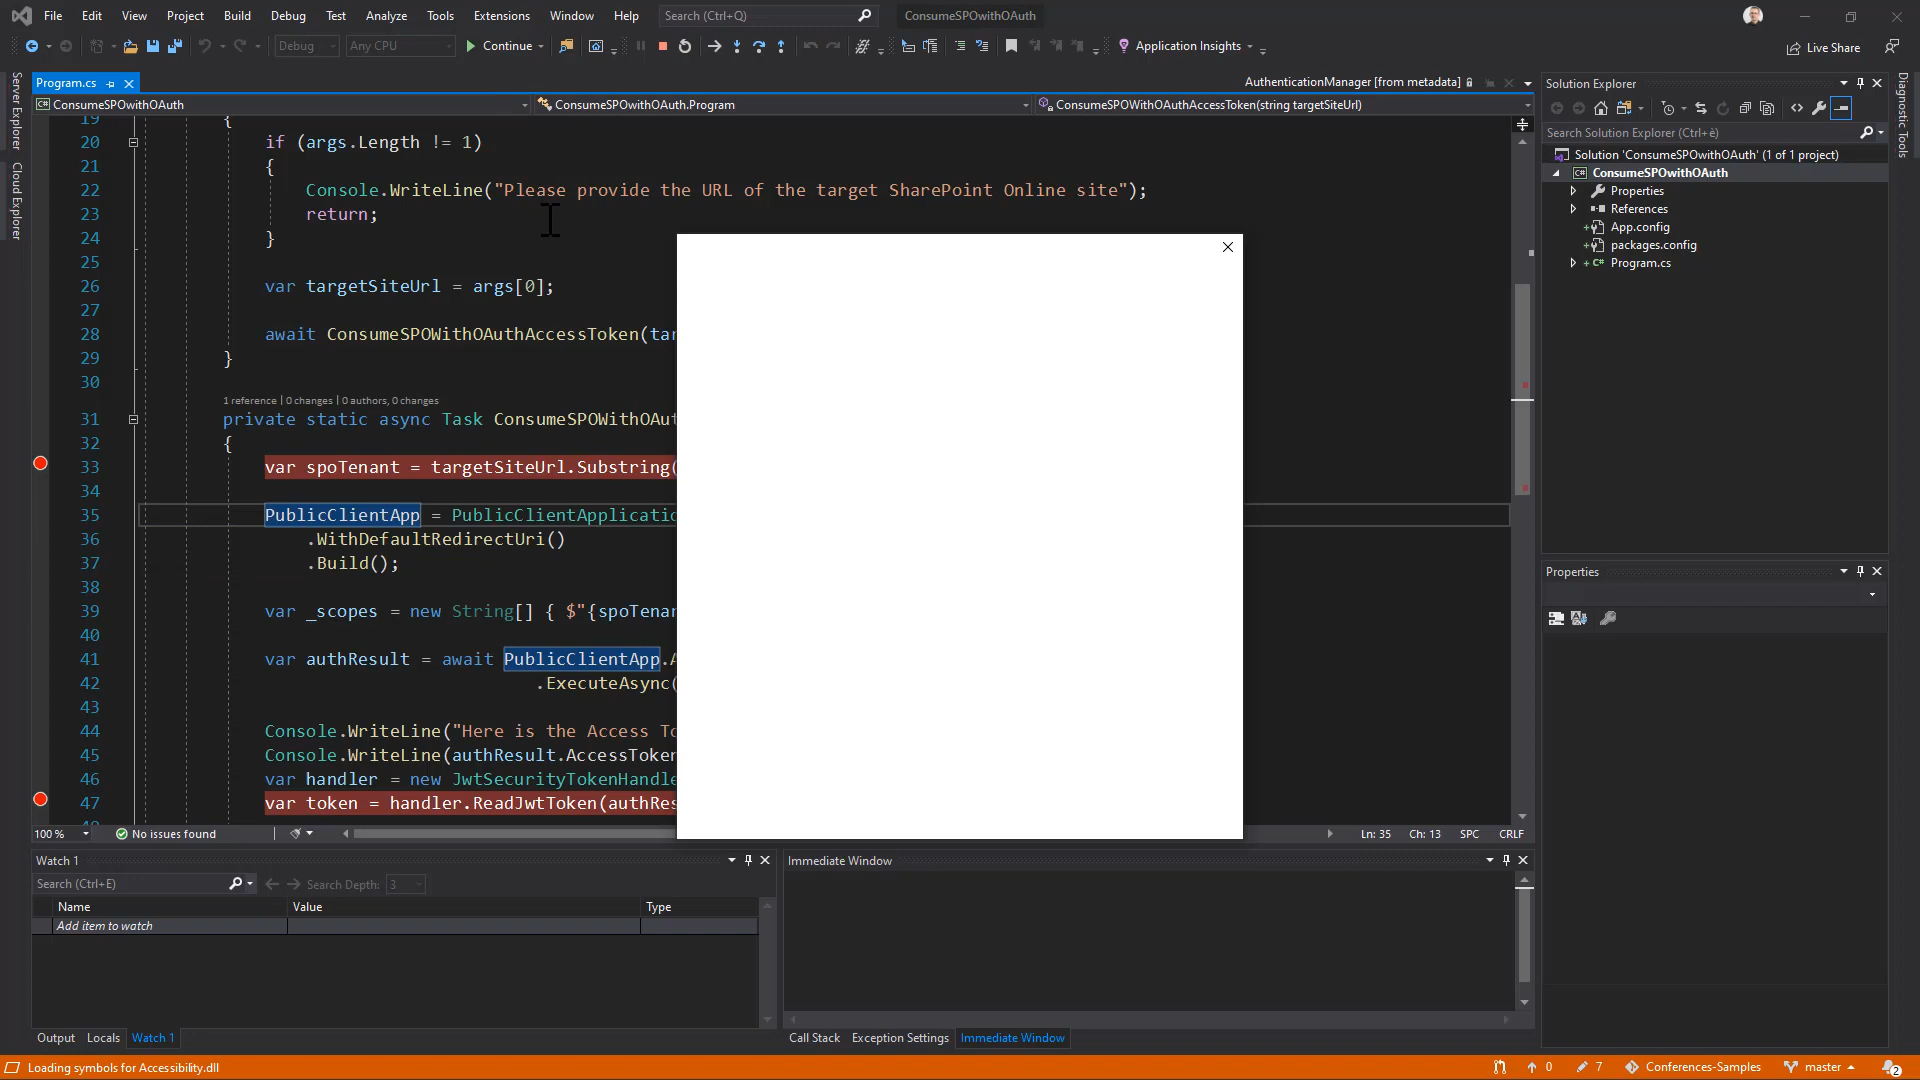 File Edit View Project Build Debug Test Analyze Tools Extensions Window Help Search (Ctrl+Q) ConsumeSPOwithOAuth
Debug Any CPU Continue Application Insights Live Share
Program.cs AuthenticationManager [from metadata]
ConsumeSPOwithOAuth ConsumeSPOwithOAuth.Program ConsumeSPOWithOAuthAccessToken(string targetSiteUrl)
Server Explorer
Cloud Explorer
19 {
20 if (args.Length != 1)
21 {
22 Console.WriteLine("Please provide the URL of the target SharePoint Online site");
23 return;
24 }
25
26 var targetSiteUrl = args[0];
27
28 await ConsumeSPOWithOAuthAccessToken(tar
29 }
30
1 reference | 0 changes | 0 authors, 0 changes
31 private static async Task ConsumeSPOWithOAut
32 {
33 var spoTenant = targetSiteUrl.Substring(
34
35 PublicClientApp = PublicClientApplicatio
36 .WithDefaultRedirectUri()
37 .Build();
38
39 var _scopes = new String[] { $"{spoTenan
40
41 var authResult = await PublicClientApp.A
42 .ExecuteAsync(
43
44 Console.WriteLine("Here is the Access To
45 Console.WriteLine(authResult.AccessToken
46 var handler = new JwtSecurityTokenHandle
47 var token = handler.ReadJwtToken(authRes
100 % No issues found Ln: 35 Ch: 13 SPC CRLF
Solution Explorer
Search Solution Explorer (Ctrl+è)
Solution 'ConsumeSPOwithOAuth' (1 of 1 project)
ConsumeSPOwithOAuth
Properties
References
App.config
packages.config
Program.cs
Properties
Diagnostic Tools
Watch 1
Search (Ctrl+E) Search Depth: 3
Name Value Type
Add item to watch
Output Locals Watch 1
Immediate Window
Call Stack Exception Settings Immediate Window
Loading symbols for Accessibility.dll 0 7 Conferences-Samples master 2